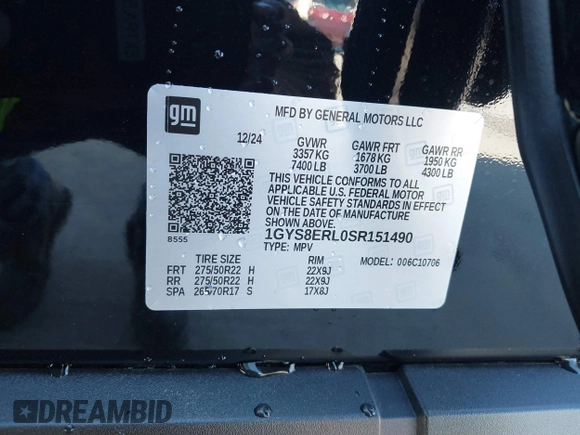 gm
MFD BY GENERAL MOTORS LLC
12/24 GVWR GAWR FRT GAWR RR
3357 KG 1678 KG 1950 KG
7400 LB 3700 LB 4300 LB
THIS VEHICLE CONFORMS TO ALL
APPLICABLE U.S. FEDERAL MOTOR
VEHICLE SAFETY STANDARDS IN EFFECT
ON THE DATE OF MANUFACTURE
SHOWN ABOVE.
8555
1GYS8ERL0SR151490
TYPE: MPV MODEL: 006C10706
TIRE SIZE RIM
FRT 275/50R22 H 22X9J
RR 275/50R22 H 22X9J
SPA 265/70R17 S 17X8J
DREAMBID